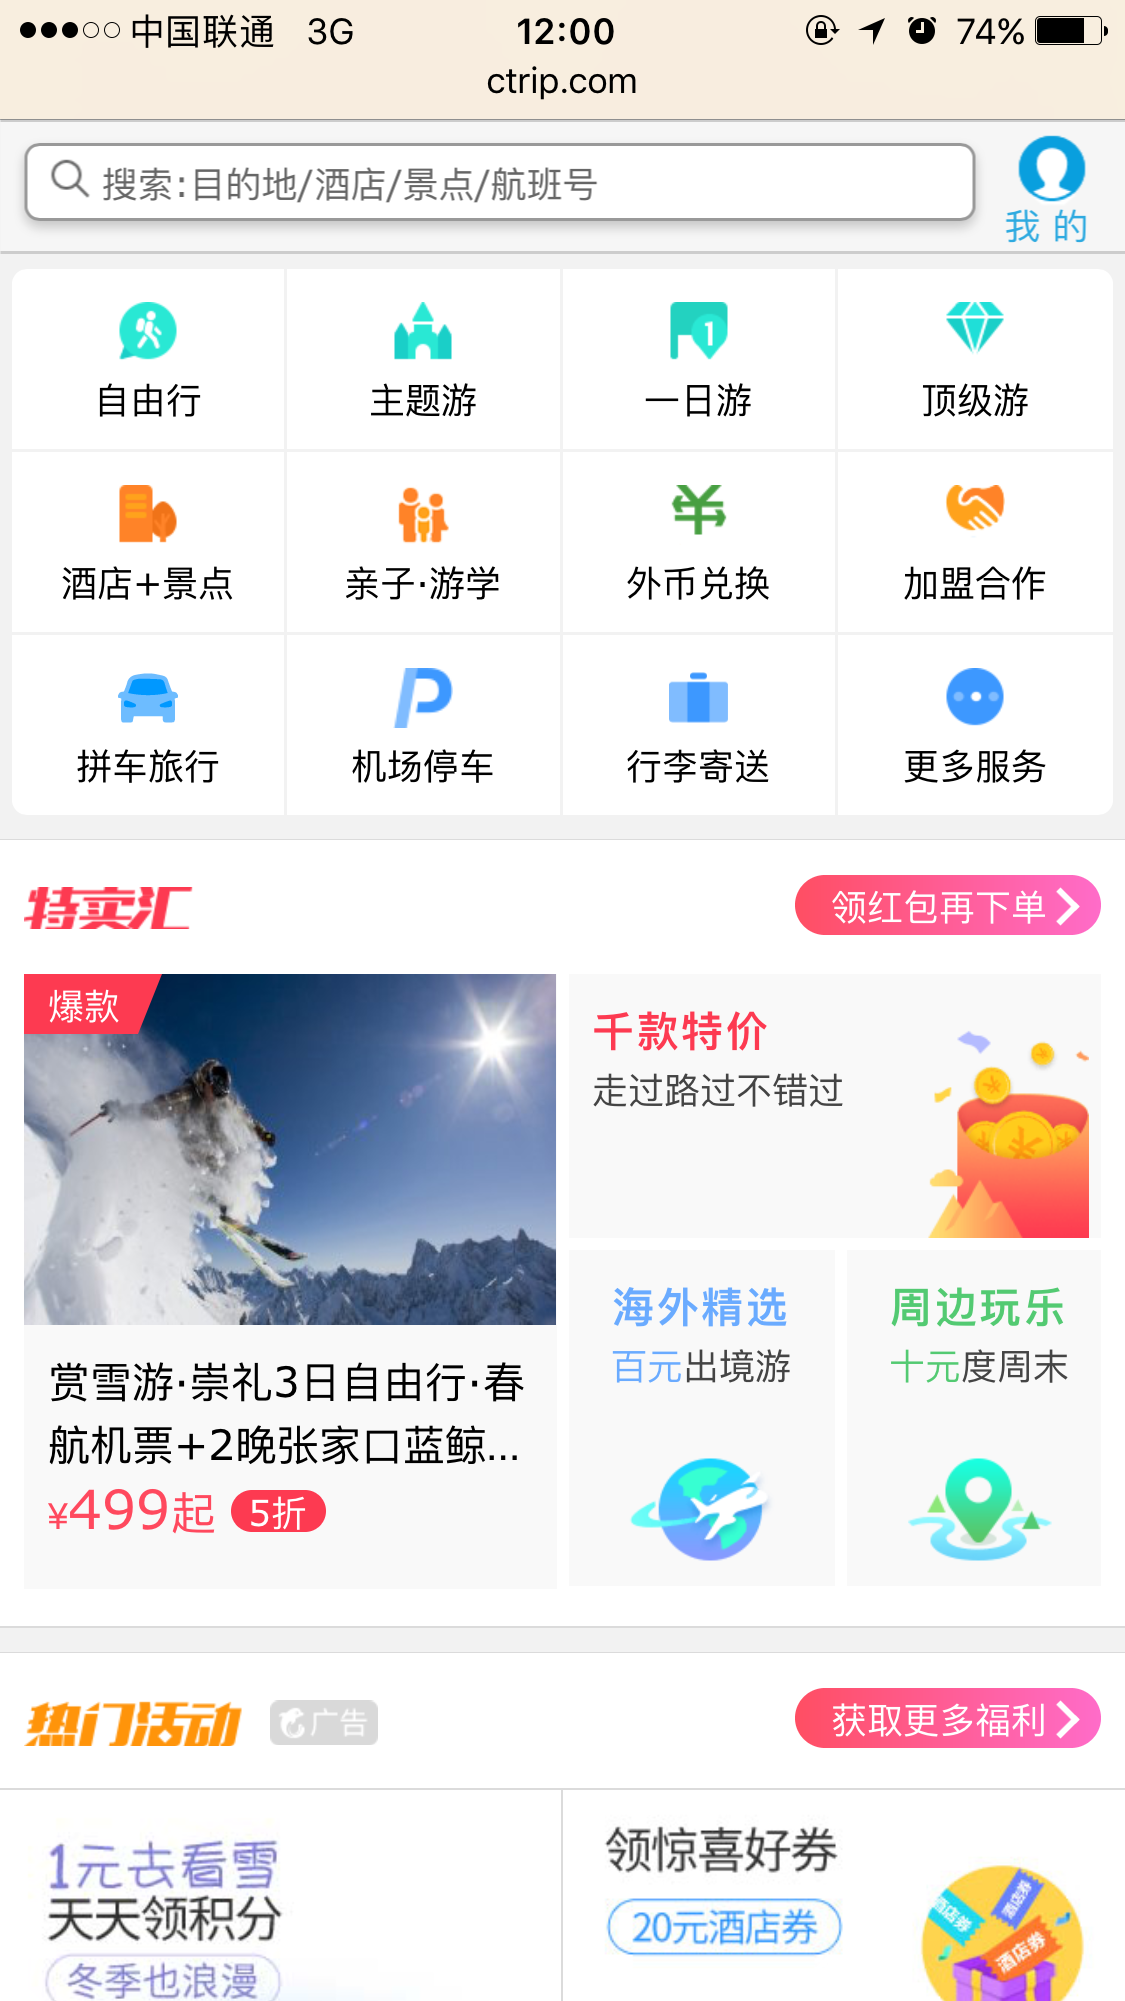 中国联通 3G 12:00 74%
ctrip.com
搜索:目的地/酒店/景点/航班号
我的
自由行 主题游 一日游 顶级游
酒店+景点 亲子·游学 外币兑换 加盟合作
拼车旅行 机场停车 行李寄送 更多服务
特卖汇 领红包再下单
爆款
赏雪游·崇礼3日自由行·春
航机票+2晚张家口蓝鲸...
¥499起 5折
千款特价
走过路过不错过
海外精选
百元出境游
周边玩乐
十元度周末
热门活动 广告 获取更多福利
1元去看雪
天天领积分
冬季也浪漫
领惊喜好券
20元酒店券
酒店券
酒店券
酒店券